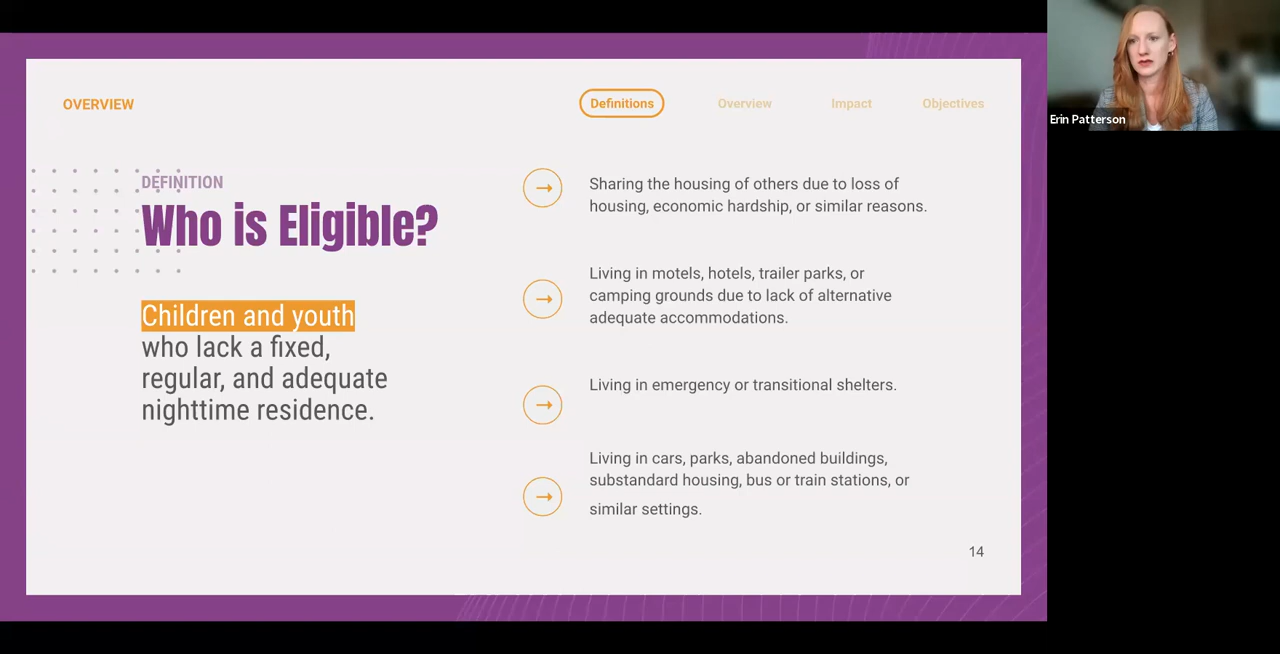 OVERVIEW
Definitions
Overview
Impact
Objectives
DEFINITION
Who is Eligible?
Children and youth
who lack a fixed,
regular, and adequate
nighttime residence.
Sharing the housing of others due to loss of
housing, economic hardship, or similar reasons.
Living in motels, hotels, trailer parks, or
camping grounds due to lack of alternative
adequate accommodations.
Living in emergency or transitional shelters.
Living in cars, parks, abandoned buildings,
substandard housing, bus or train stations, or
similar settings.
14
Erin Patterson